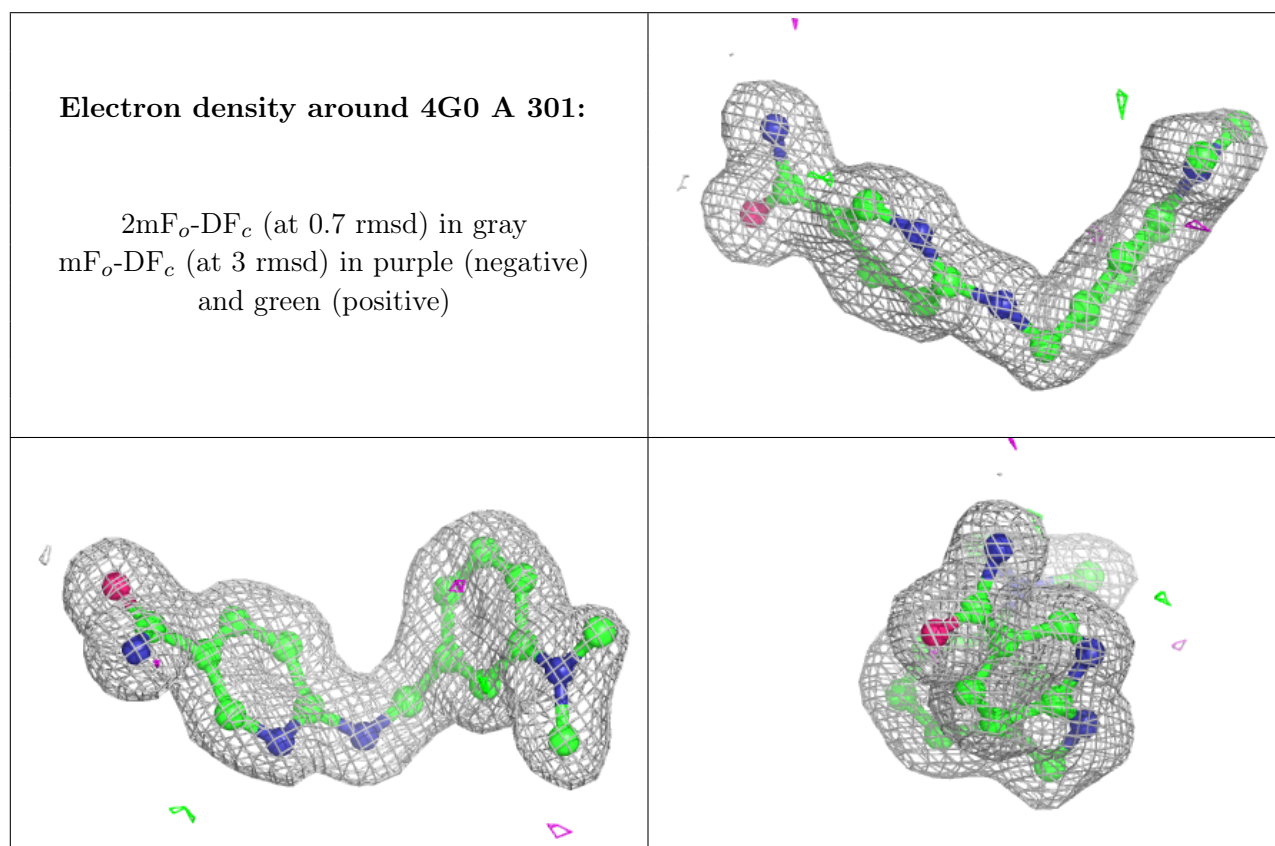 Electron density around 4G0 A 301:
2mFo-DFc (at 0.7 rmsd) in gray
mFo-DFc (at 3 rmsd) in purple (negative)
and green (positive)